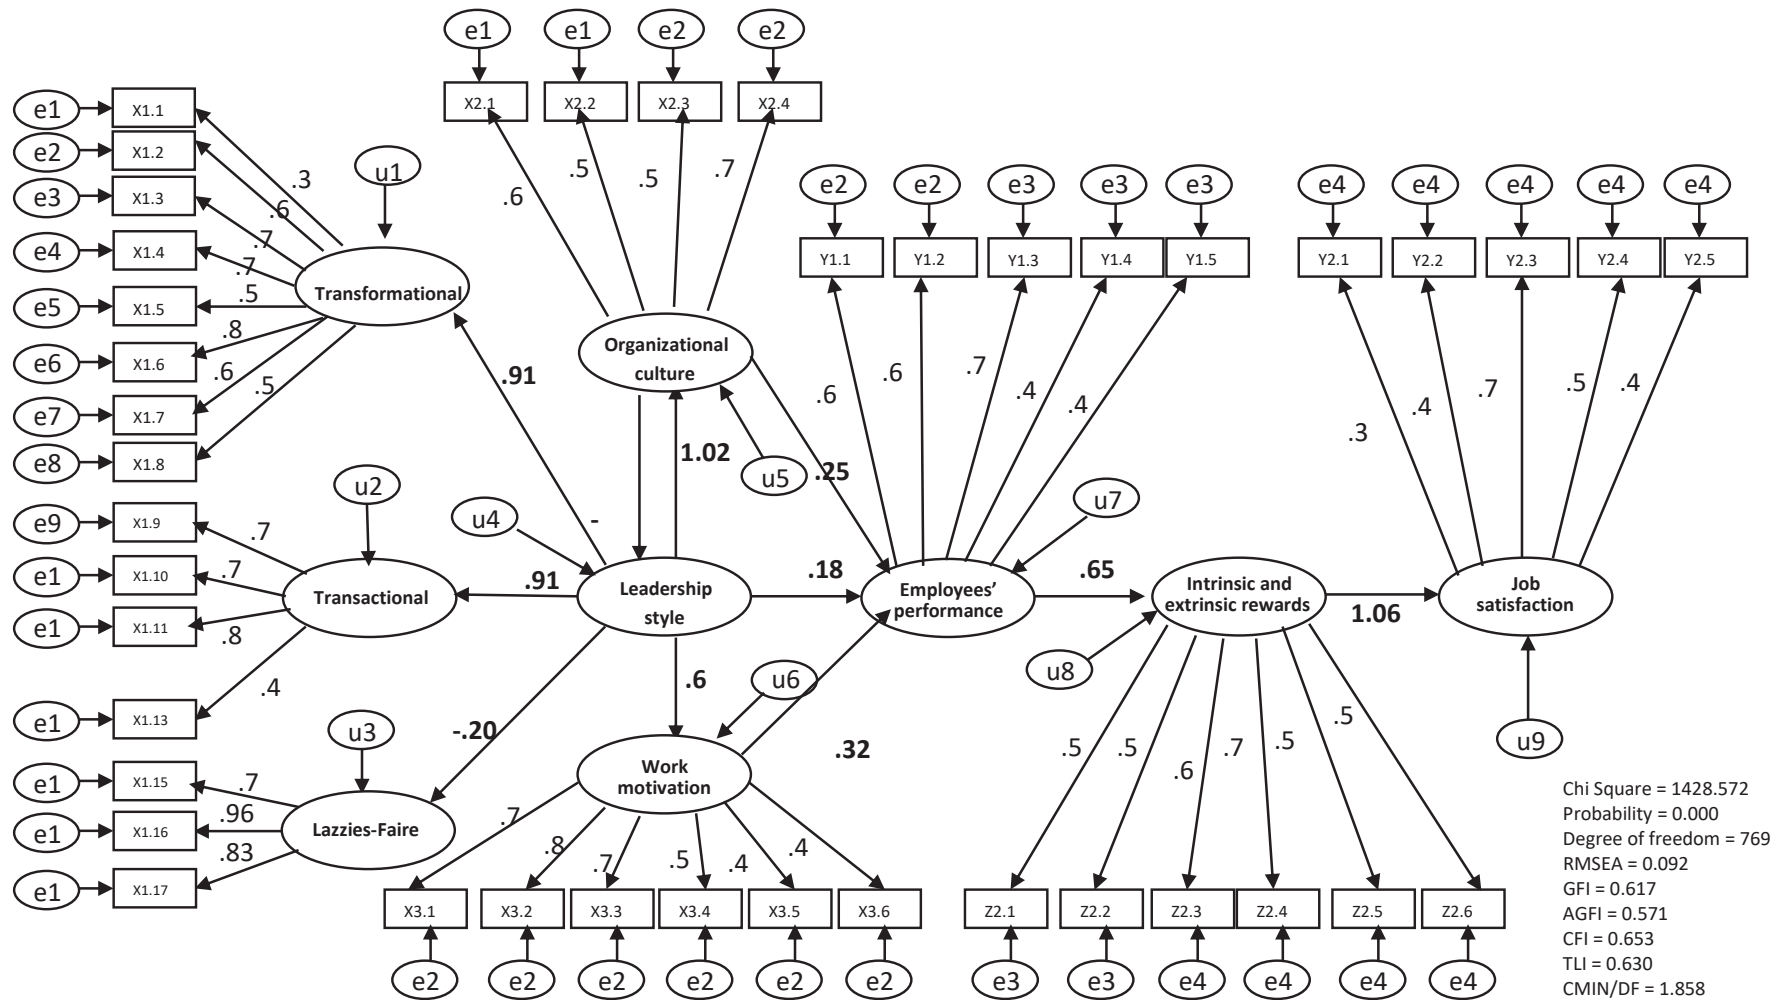 e1
e1
e2
e2
X2.1
X2.2
X2.3
X2.4
.6
.5
.5
.7
e1
X1.1
e2
X1.2
e3
X1.3
e4
X1.4
e5
X1.5
e6
X1.6
e7
X1.7
e8
X1.8
.3
.6
.7
.7
.5
.8
.6
.5
u1
Transformational
Organizational
culture
e2
e2
e3
e3
e3
Y1.1
Y1.2
Y1.3
Y1.4
Y1.5
.6
.6
.7
.4
.4
e4
e4
e4
e4
e4
Y2.1
Y2.2
Y2.3
Y2.4
Y2.5
.3
.4
.7
.5
.4
.91
1.02
u5
.25
u7
u4
-
u2
e9
X1.9
e1
X1.10
e1
X1.11
e1
X1.13
.7
.7
.8
.4
Transactional
.91
Leadership
style
.18
Employees’
performance
.65
Intrinsic and
extrinsic rewards
1.06
Job
satisfaction
u8
u9
.6
u6
-.20
.32
u3
e1
X1.15
e1
X1.16
e1
X1.17
.7
.96
.83
Lazzies-Faire
Work
motivation
.7
.8
.7
.5
.4
.4
X3.1
X3.2
X3.3
X3.4
X3.5
X3.6
e2
e2
e2
e2
e2
e2
.5
.5
.6
.7
.5
.5
Z2.1
Z2.2
Z2.3
Z2.4
Z2.5
Z2.6
e3
e3
e4
e4
e4
e4
Chi Square = 1428.572
Probability = 0.000
Degree of freedom = 769
RMSEA = 0.092
GFI = 0.617
AGFI = 0.571
CFI = 0.653
TLI = 0.630
CMIN/DF = 1.858